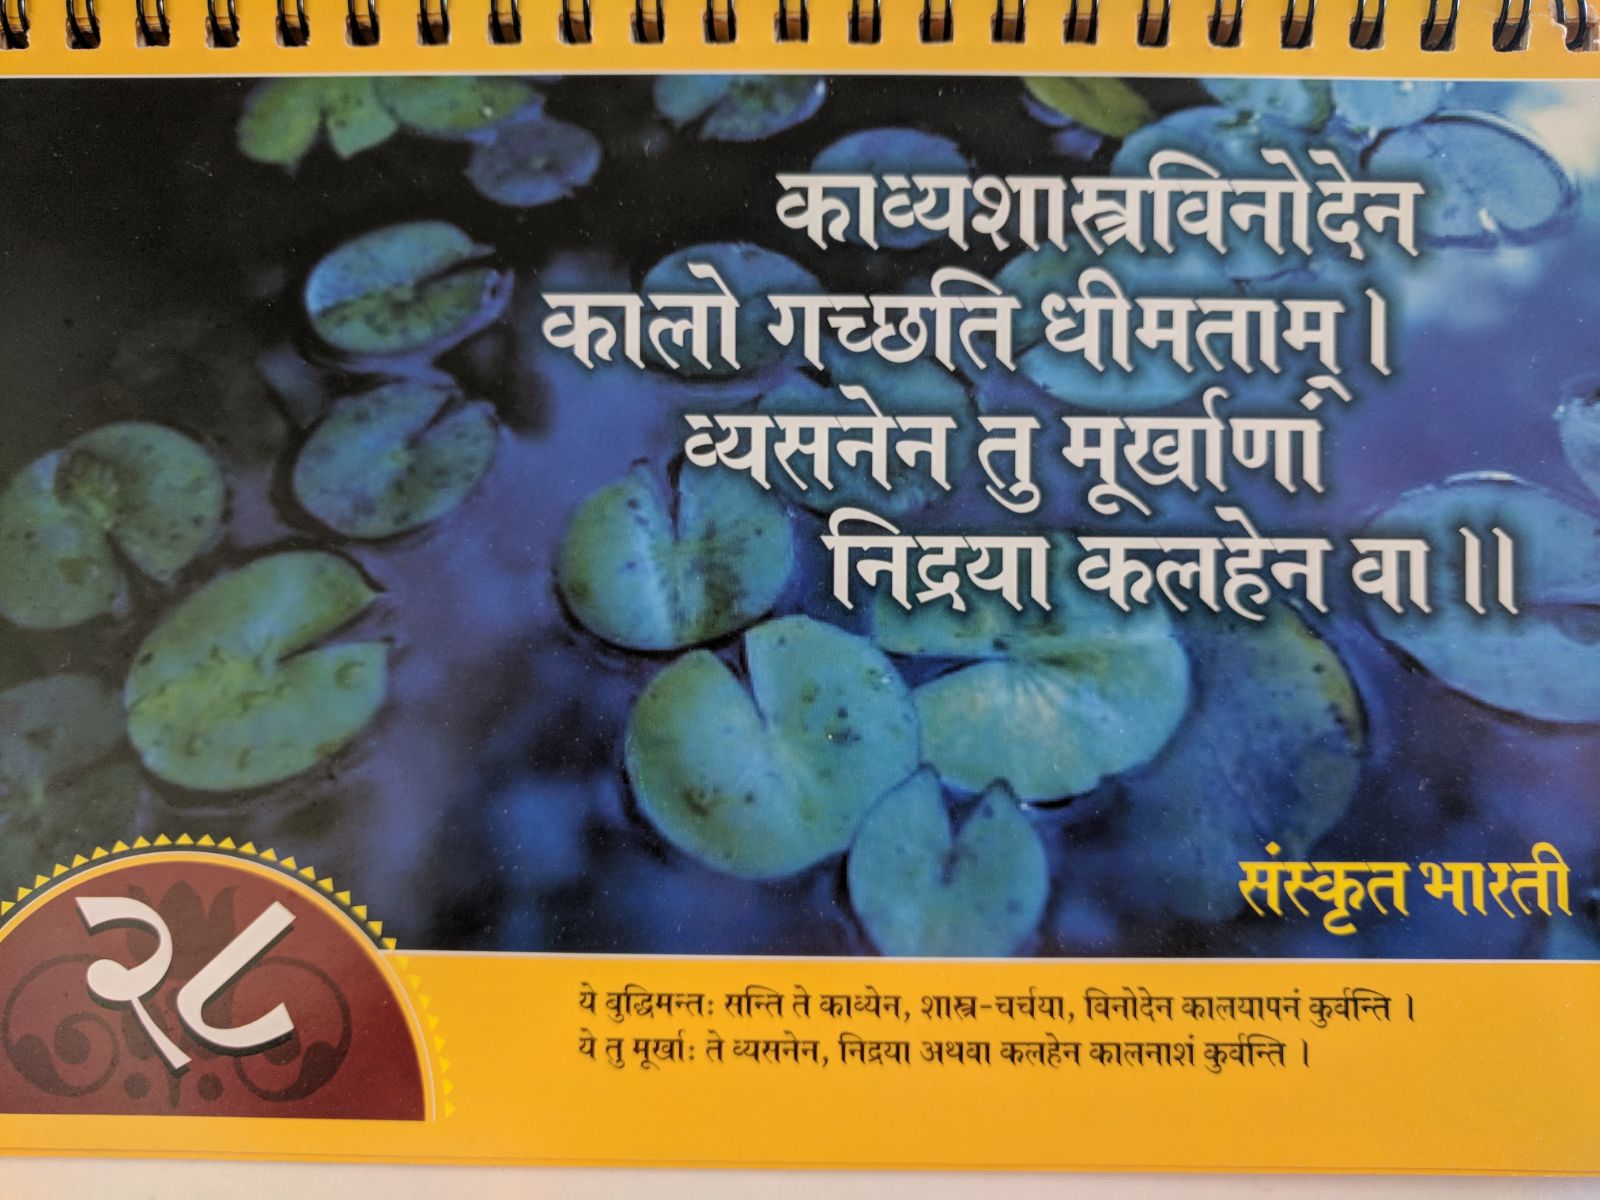 काव्यशास्त्रविनोदेन
कालो गच्छति धीमताम् ।
व्यसनेन तु मूर्खाणां
निद्रया कलहेन वा ।।
संस्कृत भारती
२८
ये बुद्धिमन्तः सन्ति ते काव्येन, शास्त्र-चर्चया, विनोदेन कालयापनं कुर्वन्ति ।
ये तु मूर्खाः ते व्यसनेन, निद्रया अथवा कलहेन कालनाशं कुर्वन्ति ।